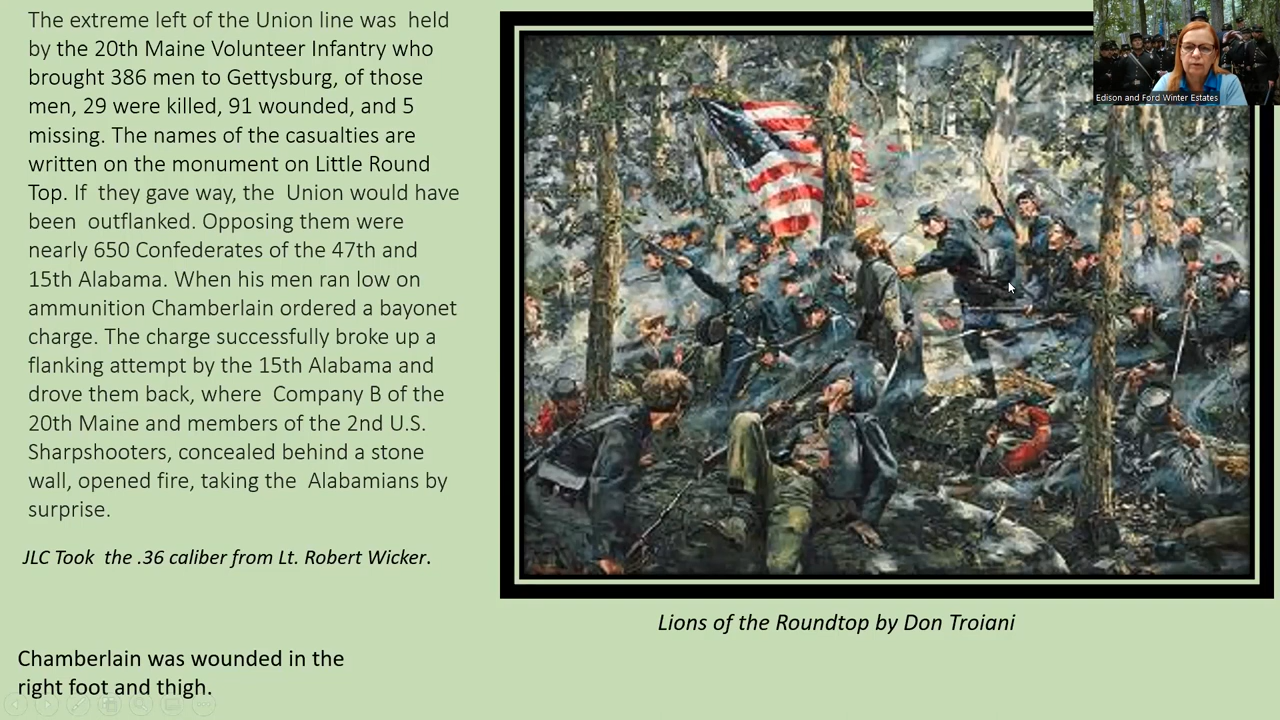 The extreme left of the Union line was held
by the 20th Maine Volunteer Infantry who
brought 386 men to Gettysburg, of those
men, 29 were killed, 91 wounded, and 5
missing. The names of the casualties are
written on the monument on Little Round
Top. If they gave way, the Union would have
been outflanked. Opposing them were
nearly 650 Confederates of the 47th and
15th Alabama. When his men ran low on
ammunition Chamberlain ordered a bayonet
charge. The charge successfully broke up a
flanking attempt by the 15th Alabama and
drove them back, where Company B of the
20th Maine and members of the 2nd U.S.
Sharpshooters, concealed behind a stone
wall, opened fire, taking the Alabamians by
surprise.
JLC Took the .36 caliber from Lt. Robert Wicker.
Chamberlain was wounded in the
right foot and thigh.
Lions of the Roundtop by Don Troiani
Edison and Ford Winter Estates